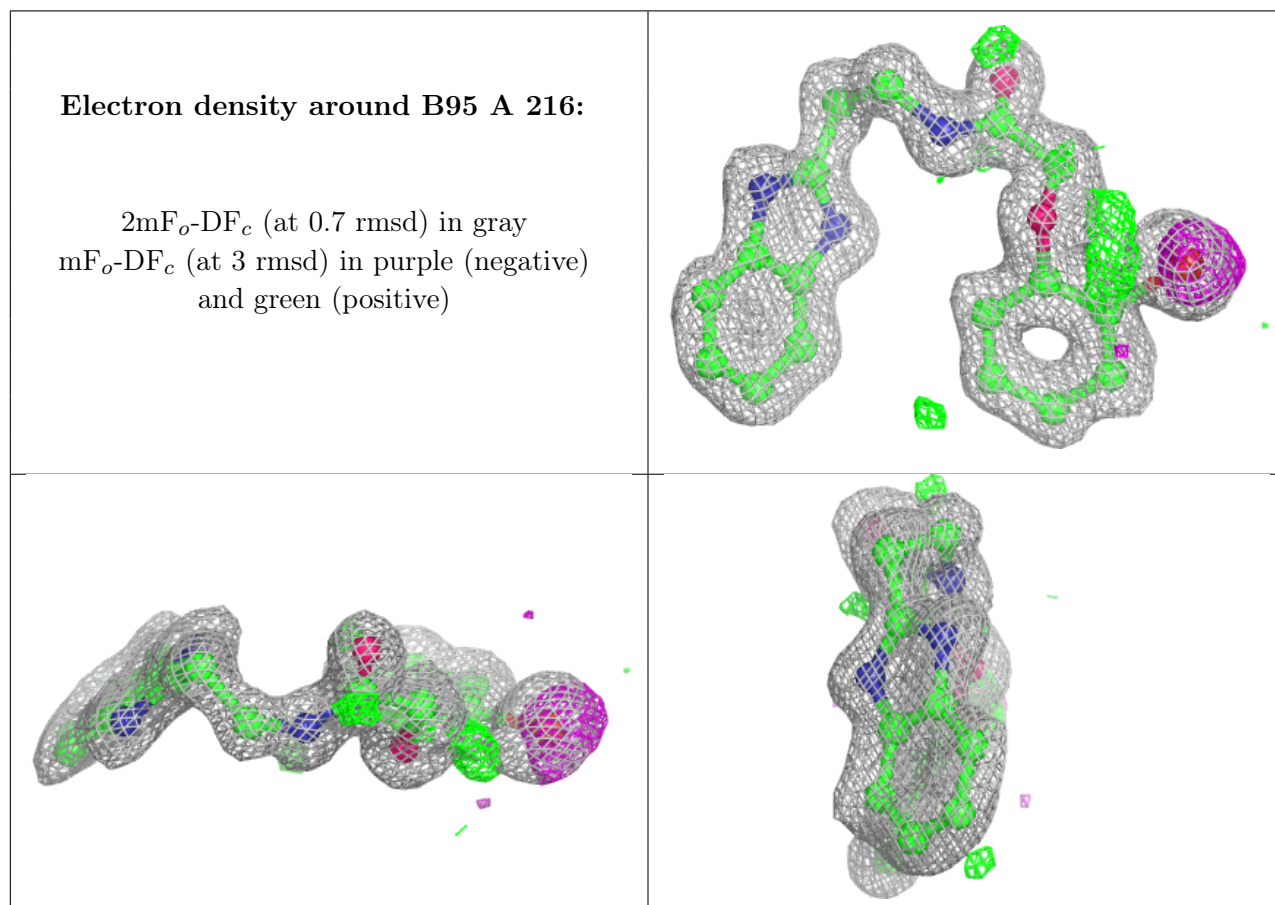 Electron density around B95 A 216:
2mFo-DFc (at 0.7 rmsd) in gray
mFo-DFc (at 3 rmsd) in purple (negative)
and green (positive)